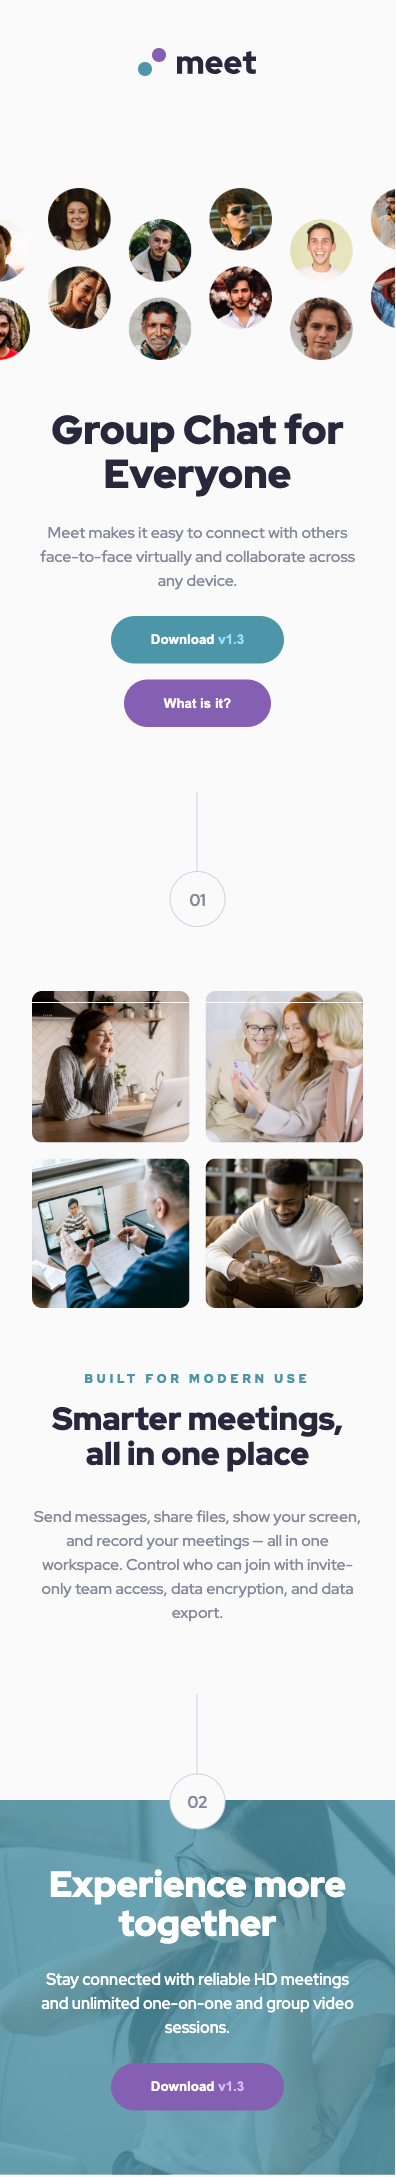 meet
Group Chat for
Everyone
Meet makes it easy to connect with others
face-to-face virtually and collaborate across
any device.
Download v1.3
What is it?
01
BUILT FOR MODERN USE
Smarter meetings,
all in one place
Send messages, share files, show your screen,
and record your meetings — all in one
workspace. Control who can join with invite-
only team access, data encryption, and data
export.
02
Experience more
together
Stay connected with reliable HD meetings
and unlimited one-on-one and group video
sessions.
Download v1.3